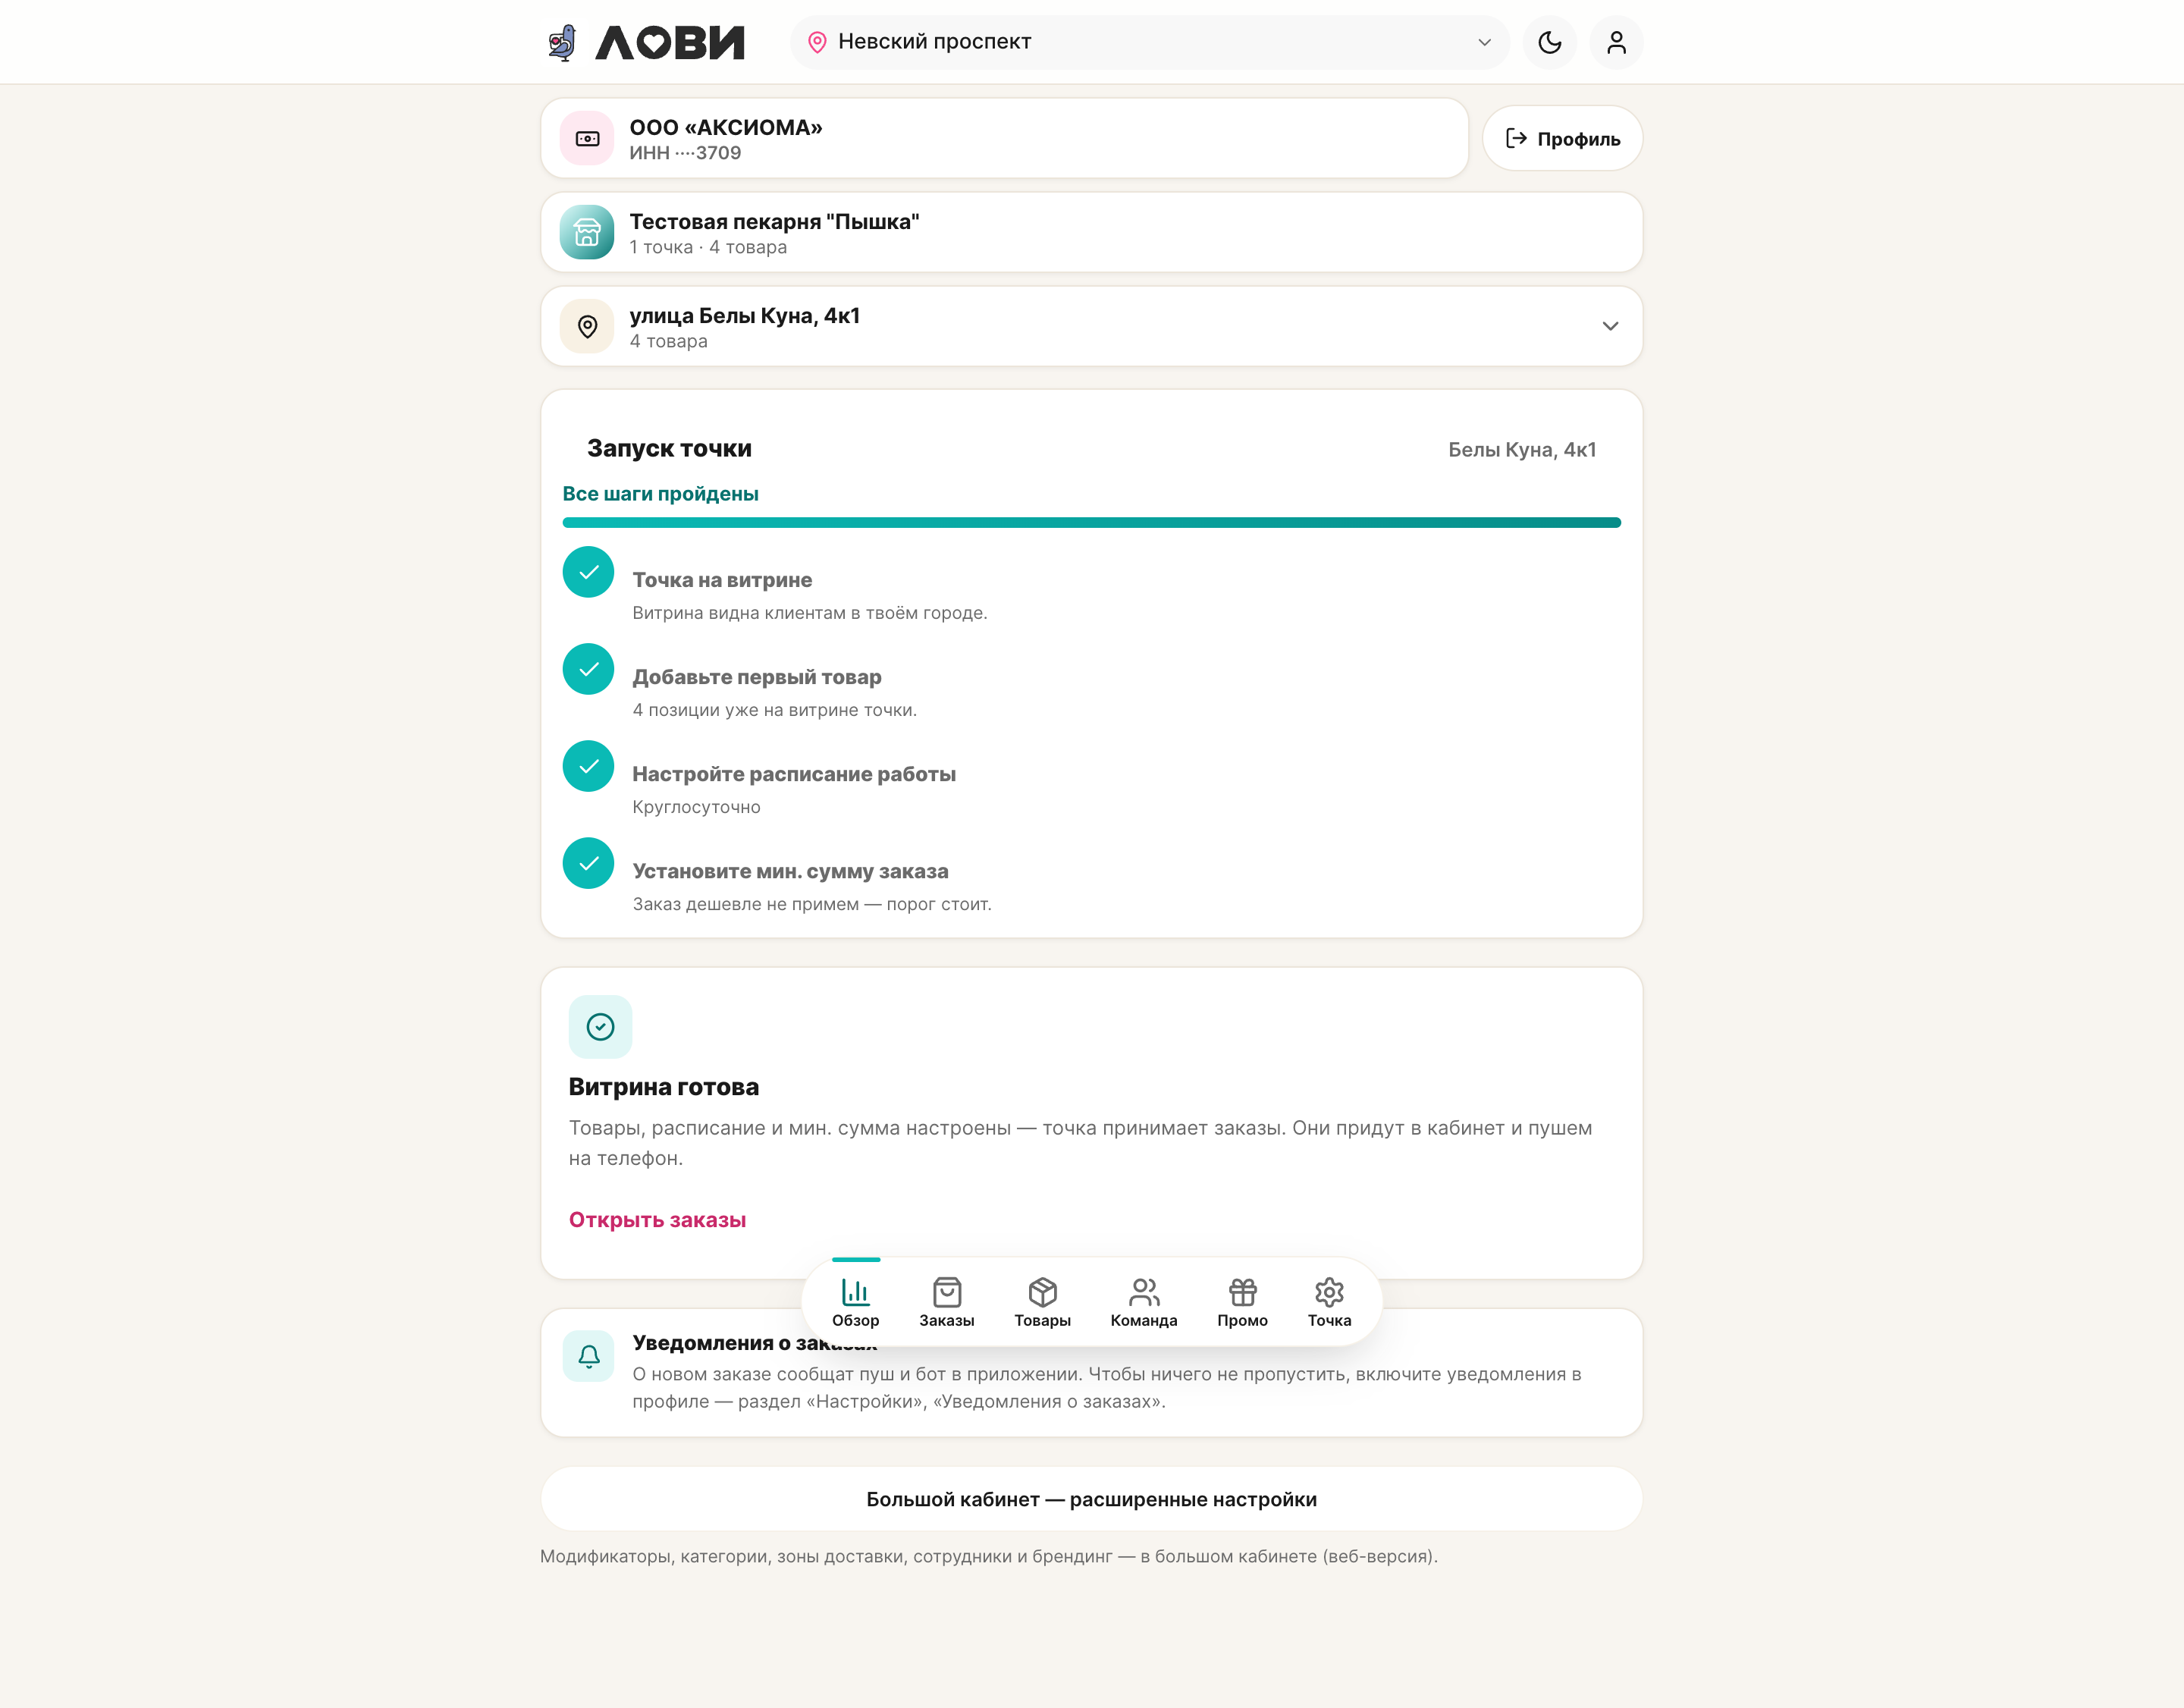 ЛОВИ
Невский проспект
ООО «АКСИОМА»
ИНН ····3709
Профиль
Тестовая пекарня "Пышка"
1 точка · 4 товара
улица Белы Куна, 4к1
4 товара
Запуск точки
Белы Куна, 4к1
Все шаги пройдены
Точка на витрине
Витрина видна клиентам в твоём городе.
Добавьте первый товар
4 позиции уже на витрине точки.
Настройте расписание работы
Круглосуточно
Установите мин. сумму заказа
Заказ дешевле не примем — порог стоит.
Витрина готова
Товары, расписание и мин. сумма настроены — точка принимает заказы. Они придут в кабинет и пушем
на телефон.
Открыть заказы
Обзор
Заказы
Товары
Команда
Промо
Точка
Уведомления о заказах
О новом заказе сообщат пуш и бот в приложении. Чтобы ничего не пропустить, включите уведомления в
профиле — раздел «Настройки», «Уведомления о заказах».
Большой кабинет — расширенные настройки
Модификаторы, категории, зоны доставки, сотрудники и брендинг — в большом кабинете (веб-версия).